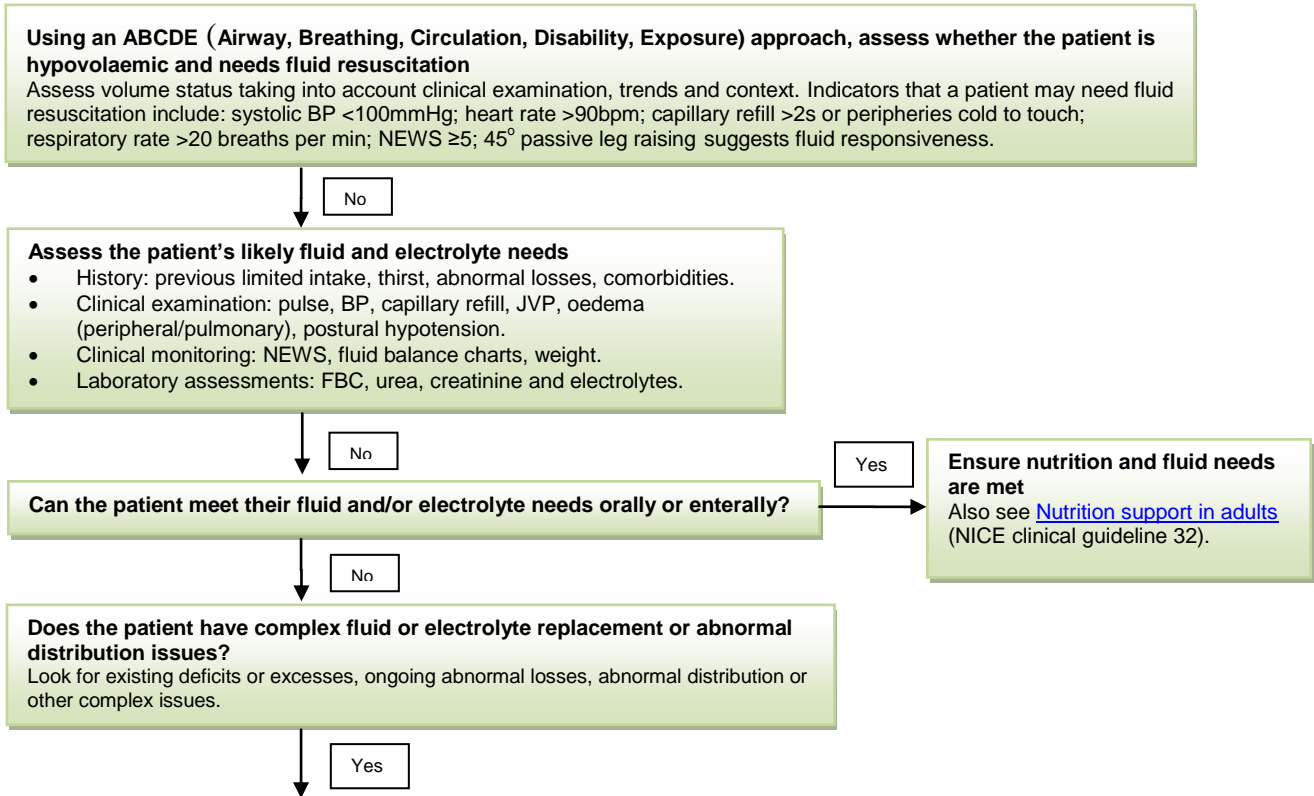 Using an ABCDE (Airway, Breathing, Circulation, Disability, Exposure) approach, assess whether the patient is
hypovolaemic and needs fluid resuscitation
Assess volume status taking into account clinical examination, trends and context. Indicators that a patient may need fluid
resuscitation include: systolic BP <100mmHg; heart rate >90bpm; capillary refill >2s or peripheries cold to touch;
respiratory rate >20 breaths per min; NEWS ≥5; 45° passive leg raising suggests fluid responsiveness.
No
Assess the patient’s likely fluid and electrolyte needs
• History: previous limited intake, thirst, abnormal losses, comorbidities.
• Clinical examination: pulse, BP, capillary refill, JVP, oedema
(peripheral/pulmonary), postural hypotension.
• Clinical monitoring: NEWS, fluid balance charts, weight.
• Laboratory assessments: FBC, urea, creatinine and electrolytes.
No
Can the patient meet their fluid and/or electrolyte needs orally or enterally?
Yes
Ensure nutrition and fluid needs
are met
Also see Nutrition support in adults
(NICE clinical guideline 32).
No
Does the patient have complex fluid or electrolyte replacement or abnormal
distribution issues?
Look for existing deficits or excesses, ongoing abnormal losses, abnormal distribution or
other complex issues.
Yes